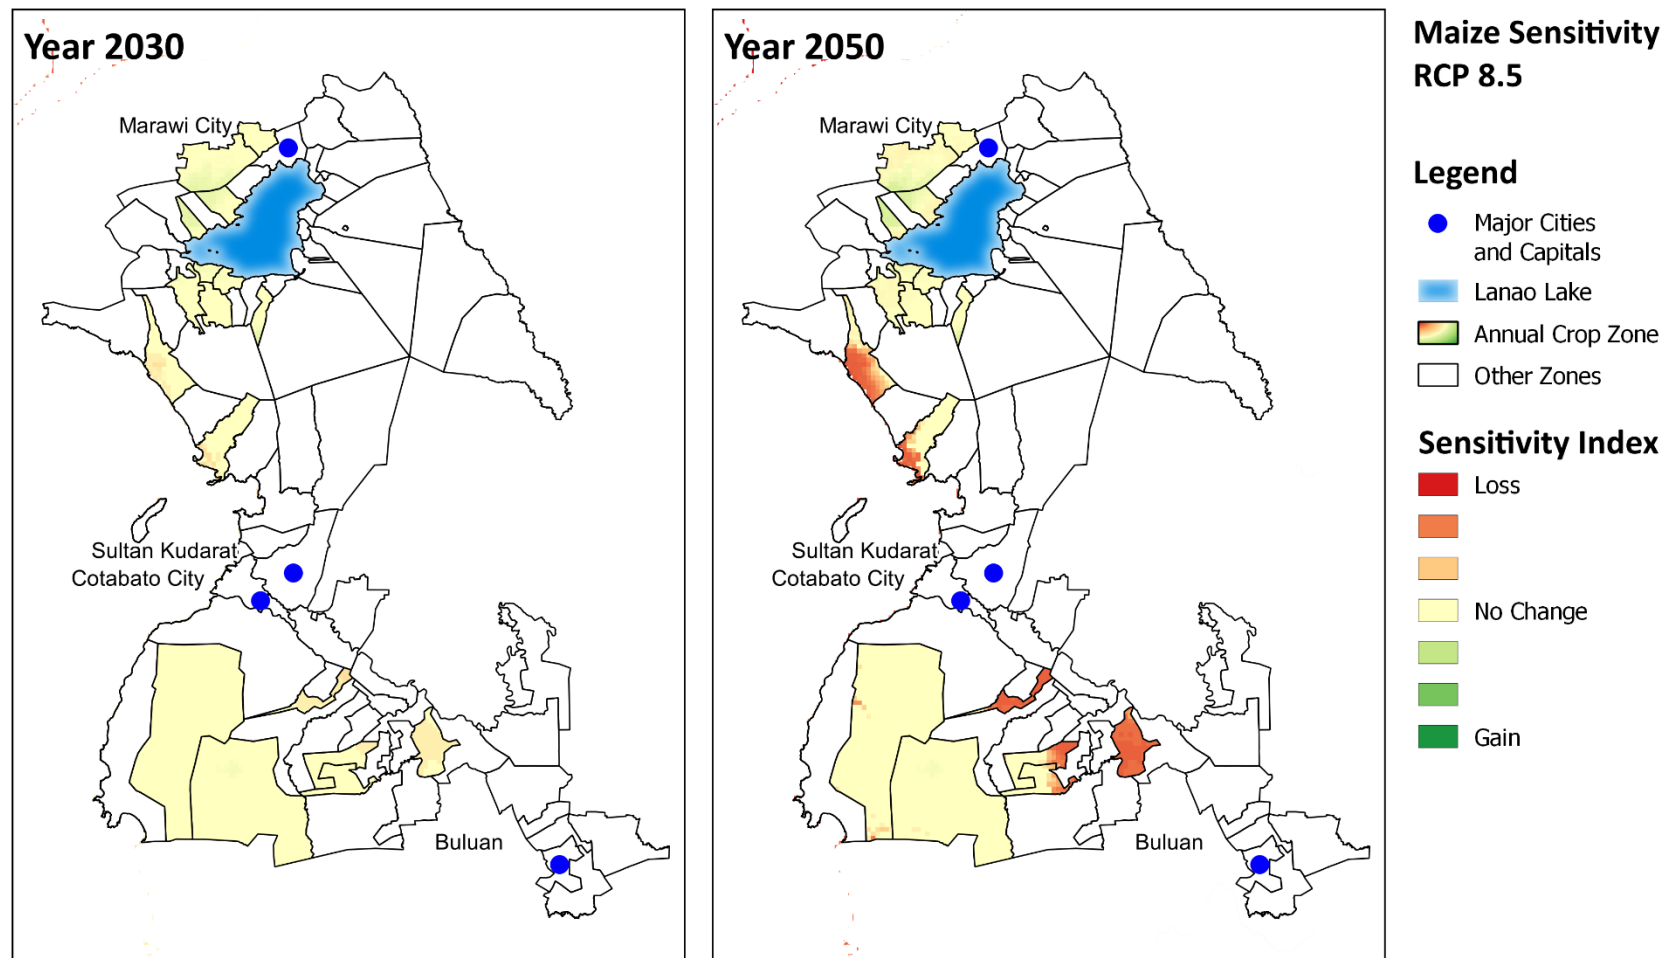 Year 2030
Marawi City
Sultan Kudarat
Cotabato City
Buluan
Year 2050
Marawi City
Sultan Kudarat
Cotabato City
Buluan
Maize Sensitivity
RCP 8.5
Legend
Major Cities
and Capitals
Lanao Lake
Annual Crop Zone
Other Zones
Sensitivity Index
Loss
No Change
Gain